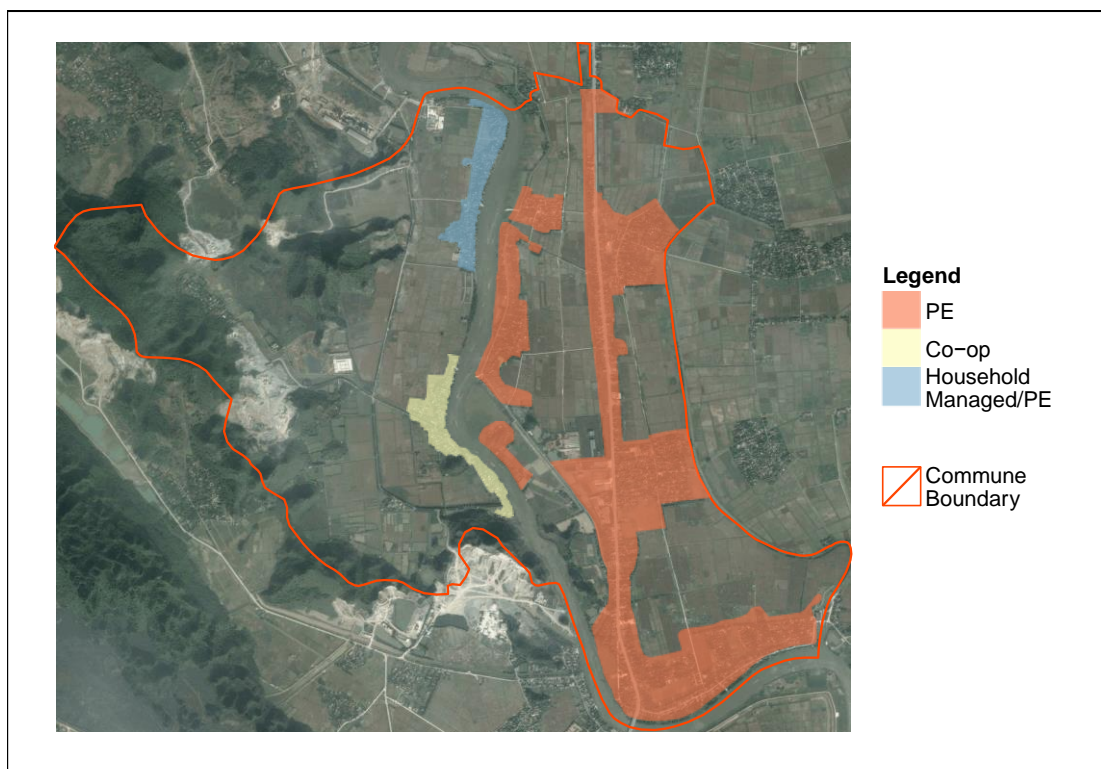 Legend
PE
Co−op
Household
Managed/PE
Commune
Boundary